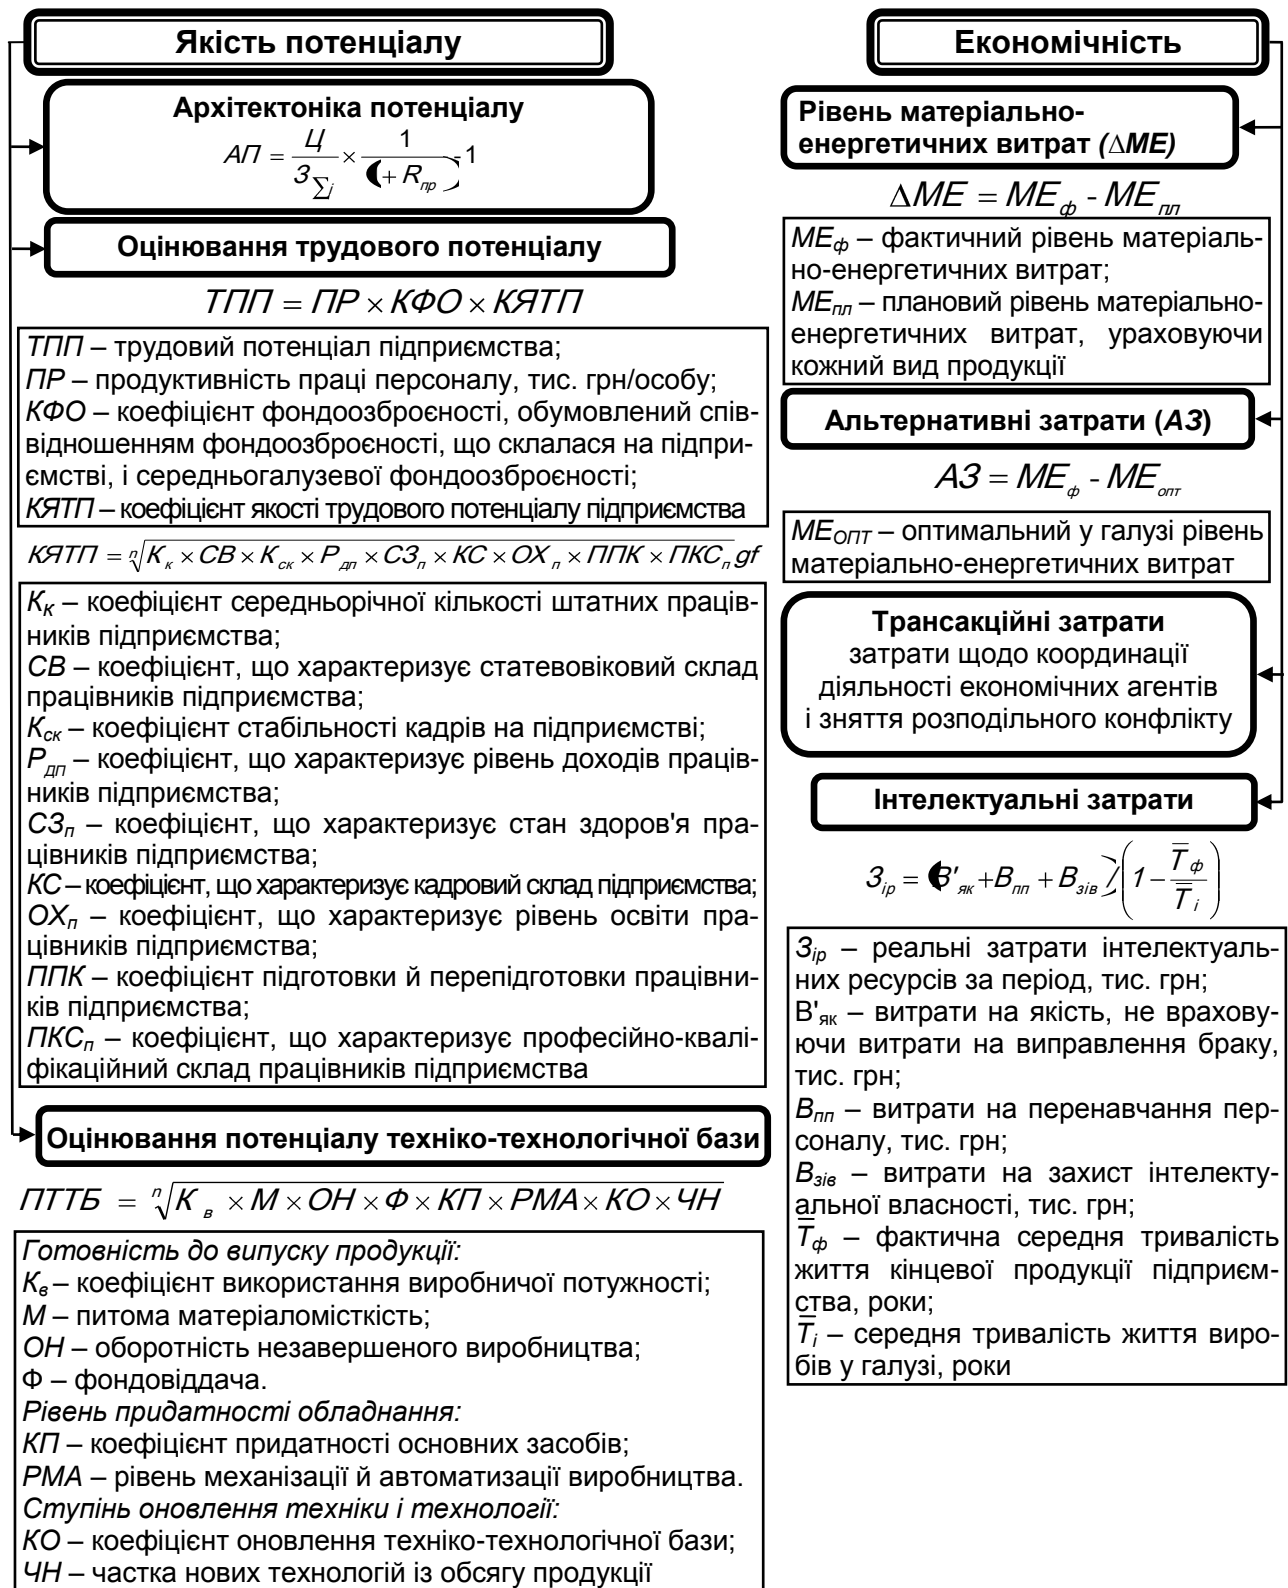 Якість потенціалу
Архітектоніка потенціалу
АП = Ц / З∑j × 1 / (+ Rпр) - 1
Оцінювання трудового потенціалу
ТПП = ПР × КФО × КЯТП
ТПП – трудовий потенціал підприємства;
ПР – продуктивність праці персоналу, тис. грн/особу;
КФО – коефіцієнт фондоозброєності, обумовлений спів-
відношенням фондоозброєності, що склалася на підпри-
ємстві, і середньогалузевої фондоозброєності;
КЯТП – коефіцієнт якості трудового потенціалу підприємства
КЯТП = ⁿ√Кк × СВ × Кск × Рдп × СЗп × КС × ОХп × ППК × ПКСп gf
КК – коефіцієнт середньорічної кількості штатних праців-
ників підприємства;
СВ – коефіцієнт, що характеризує статевовіковий склад
працівників підприємства;
Кск – коефіцієнт стабільності кадрів на підприємстві;
РДП – коефіцієнт, що характеризує рівень доходів праців-
ників підприємства;
СЗп – коефіцієнт, що характеризує стан здоров'я пра-
цівників підприємства;
КС – коефіцієнт, що характеризує кадровий склад підприємства;
ОХп – коефіцієнт, що характеризує рівень освіти пра-
цівників підприємства;
ППК – коефіцієнт підготовки й перепідготовки працівни-
ків підприємства;
ПКСп – коефіцієнт, що характеризує професійно-квалі-
фікаційний склад працівників підприємства
Оцінювання потенціалу техніко-технологічної бази
ПТТБ = ⁿ√Кв × М × ОН × Ф × КП × РМА × КО × ЧН
Готовність до випуску продукції:
Кв – коефіцієнт використання виробничої потужності;
М – питома матеріаломісткість;
ОН – оборотність незавершеного виробництва;
Ф – фондовіддача.
Рівень придатності обладнання:
КП – коефіцієнт придатності основних засобів;
РМА – рівень механізації й автоматизації виробництва.
Ступінь оновлення техніки і технології:
КО – коефіцієнт оновлення техніко-технологічної бази;
ЧН – частка нових технологій із обсягу продукції
Економічність
Рівень матеріально-
енергетичних витрат (∆МЕ)
∆МЕ = МЕф - МЕпл
МЕф – фактичний рівень матеріаль-
но-енергетичних витрат;
МЕпл – плановий рівень матеріально-
енергетичних витрат, ураховуючи
кожний вид продукції
Альтернативні затрати (АЗ)
АЗ = МЕф - МЕопт
МЕОПТ – оптимальний у галузі рівень
матеріально-енергетичних витрат
Трансакційні затрати
затрати щодо координації
діяльності економічних агентів
і зняття розподільного конфлікту
Інтелектуальні затрати
Зір = (В'як + Впп + Взів) / (1 − T̅ф / T̅і)
Зір – реальні затрати інтелектуаль-
них ресурсів за період, тис. грн;
В'як – витрати на якість, не врахову-
ючи витрати на виправлення браку,
тис. грн;
Впп – витрати на перенавчання пер-
соналу, тис. грн;
Взів – витрати на захист інтелекту-
альної власності, тис. грн;
T̅ф – фактична середня тривалість
життя кінцевої продукції підприєм-
ства, роки;
T̅і – середня тривалість життя виро-
бів у галузі, роки